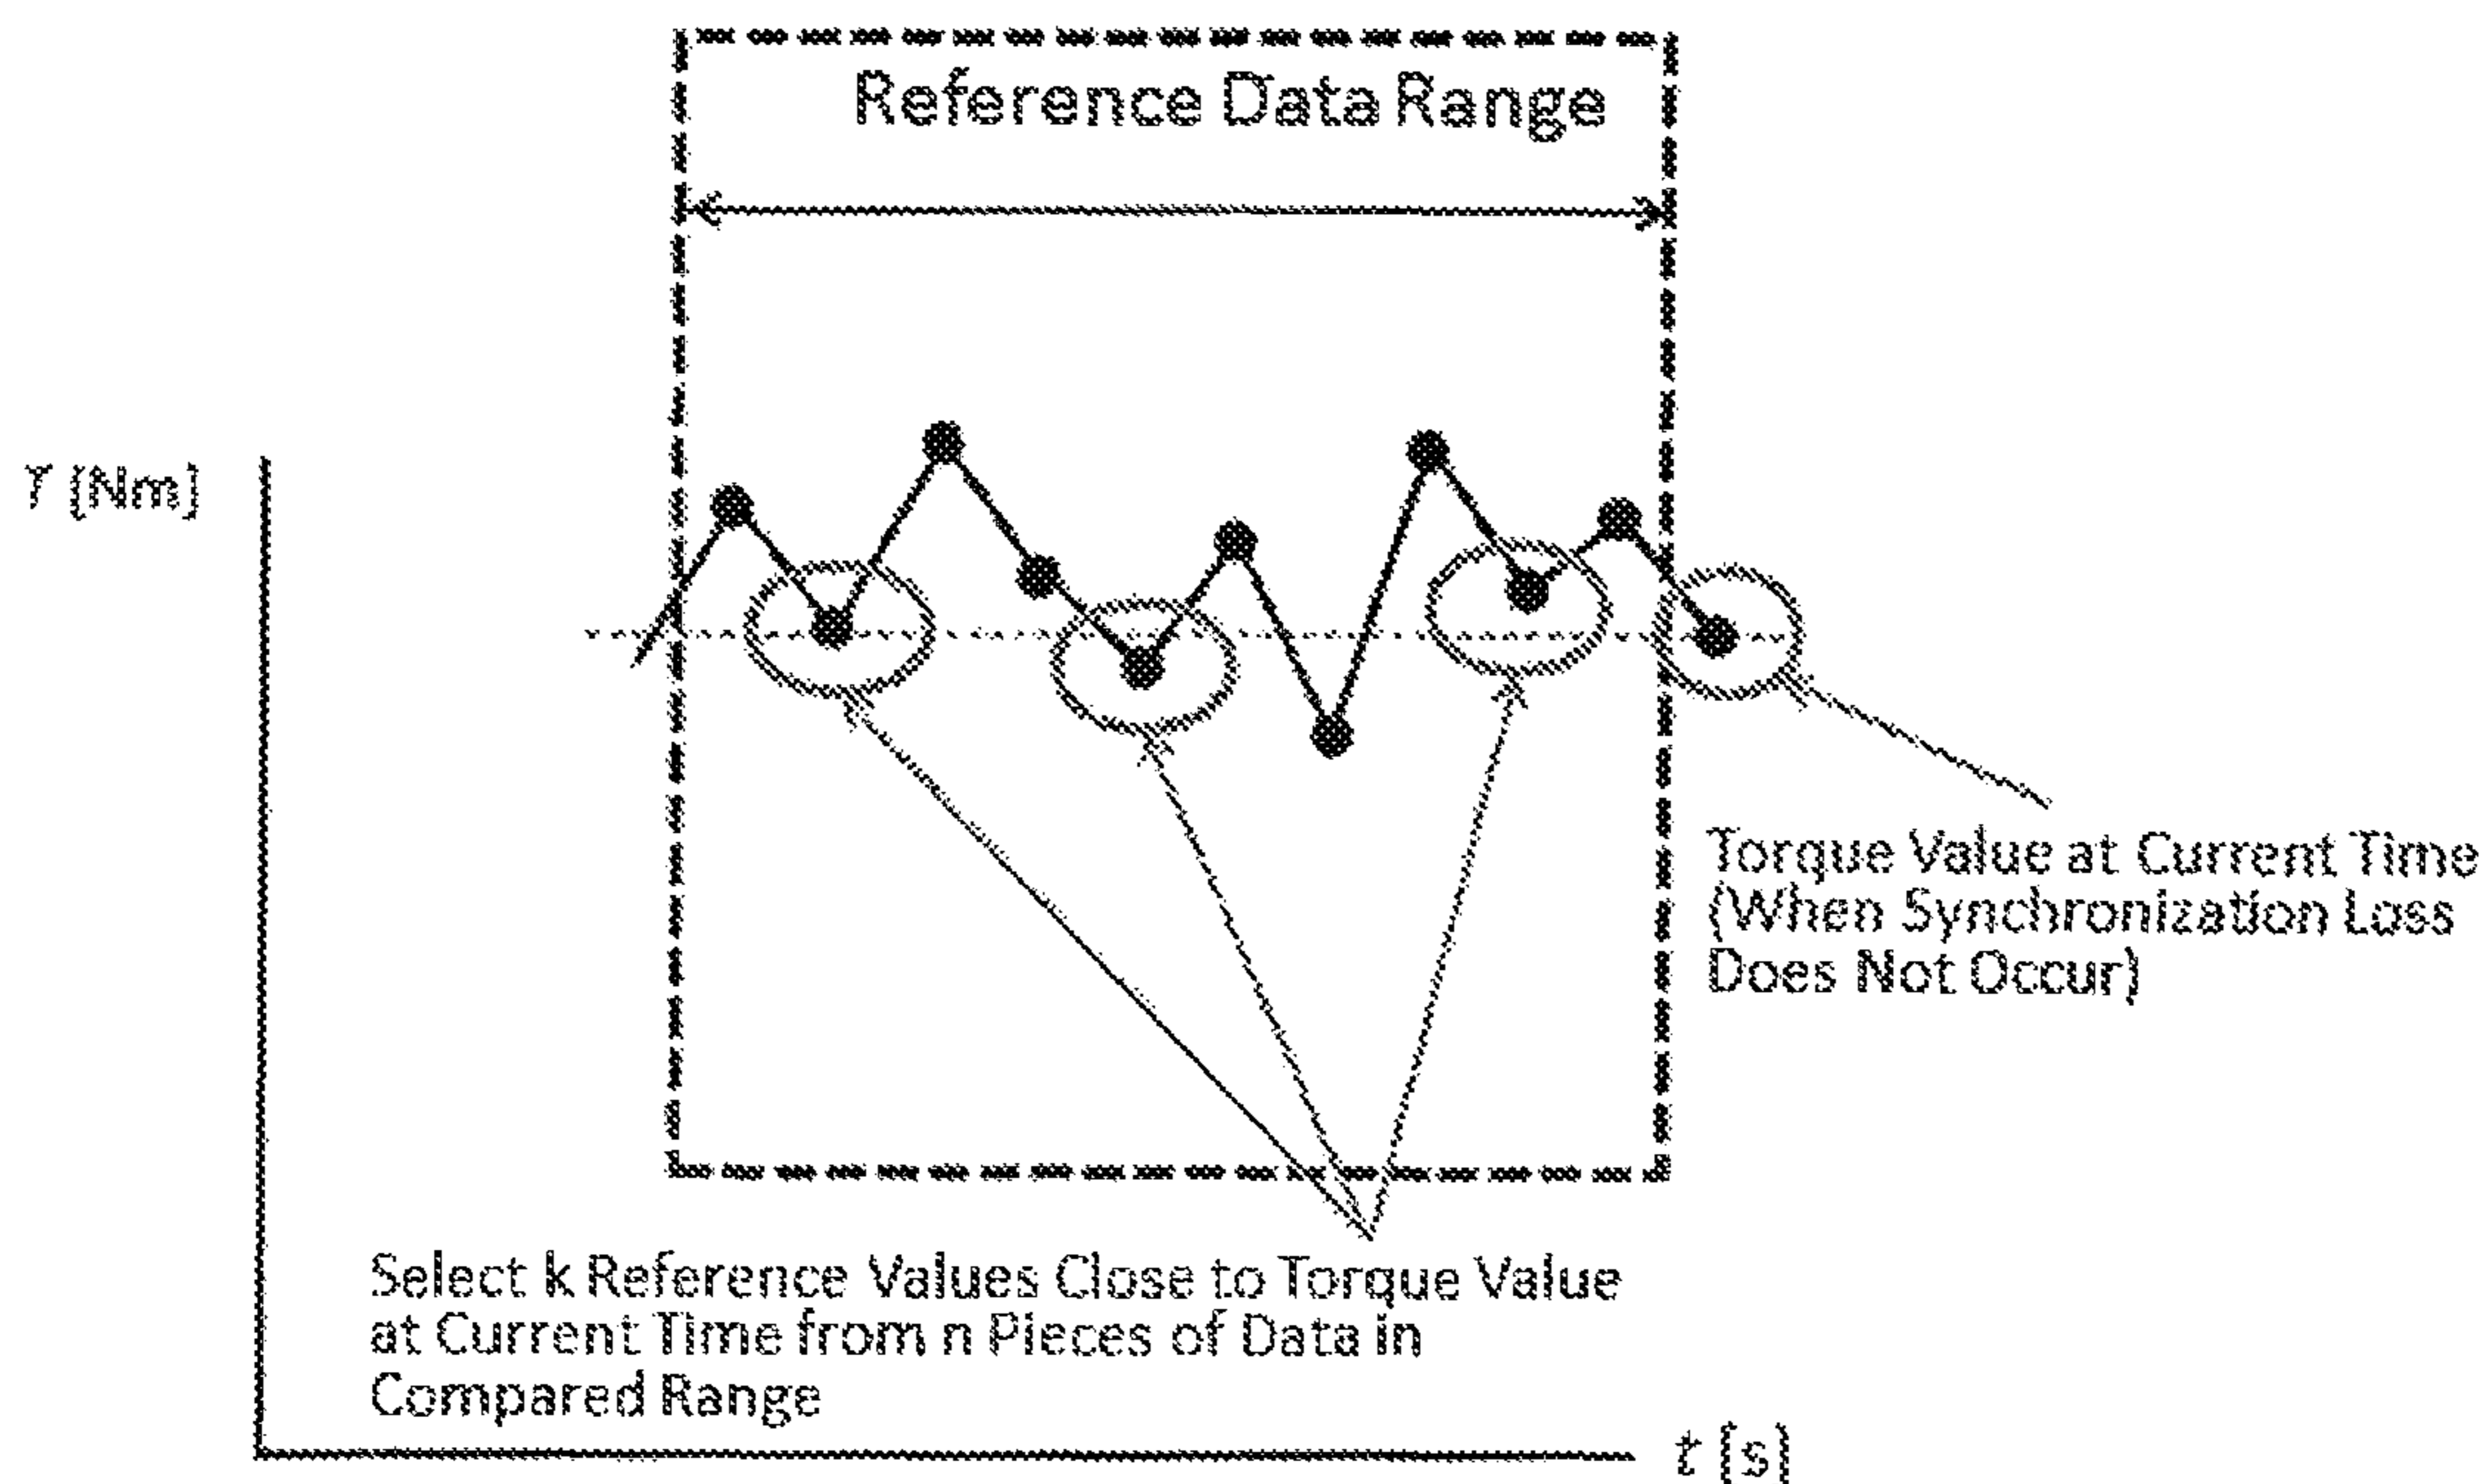 Reference Data Range
T [Nm]
Torque Value at Current Time
(When Synchronization Loss
Does Not Occur)
Select k Reference Values Close to Torque Value
at Current Time from n Pieces of Data in
Compared Range
t [s]